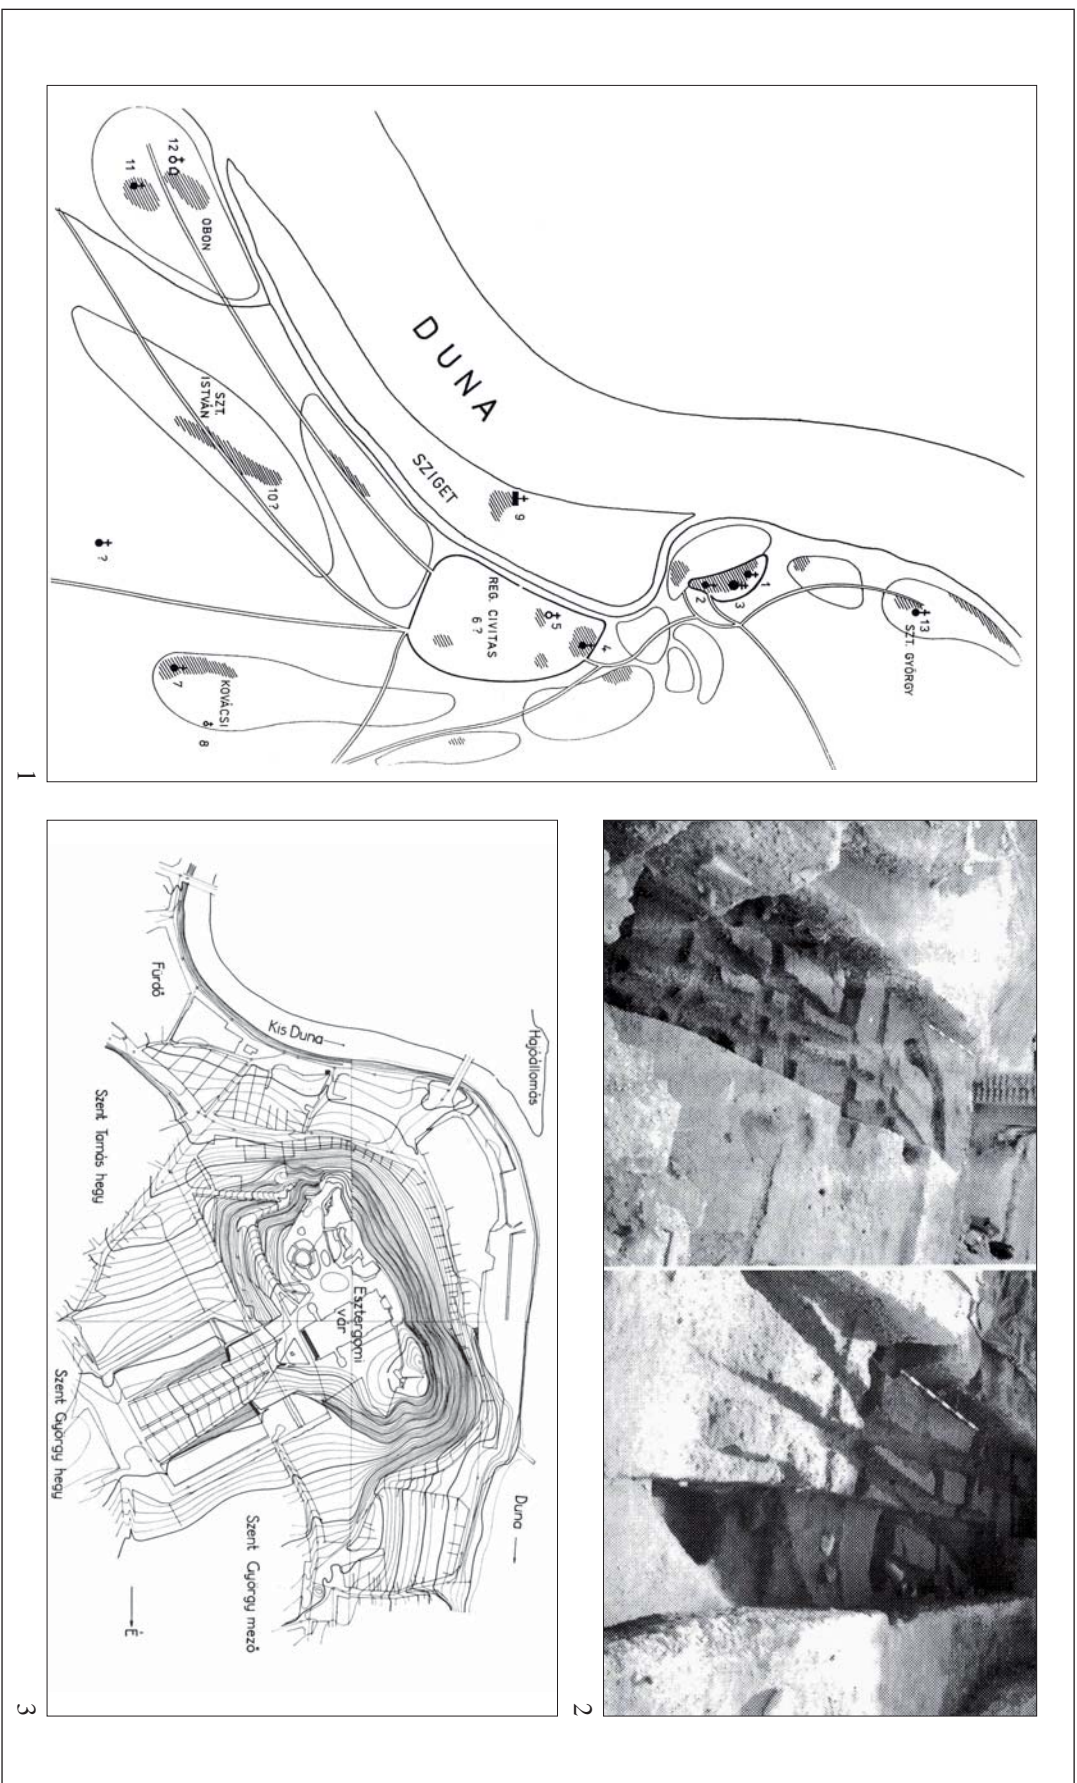 DUNA
SZIGET
OBON
12
11
SZT.
ISTVÁN
10 ?
?
9
REG. CIVITAS
6 ?
5
4
1
3
2
13
SZT. GYÖRGY
KOVÁCSI
7
8
1
2
Hajóállomás
Kis Duna
Fürdő
Szent Tamás hegy
Esztergomi
vár
Duna
Szent György hegy
Szent György mező
É
3